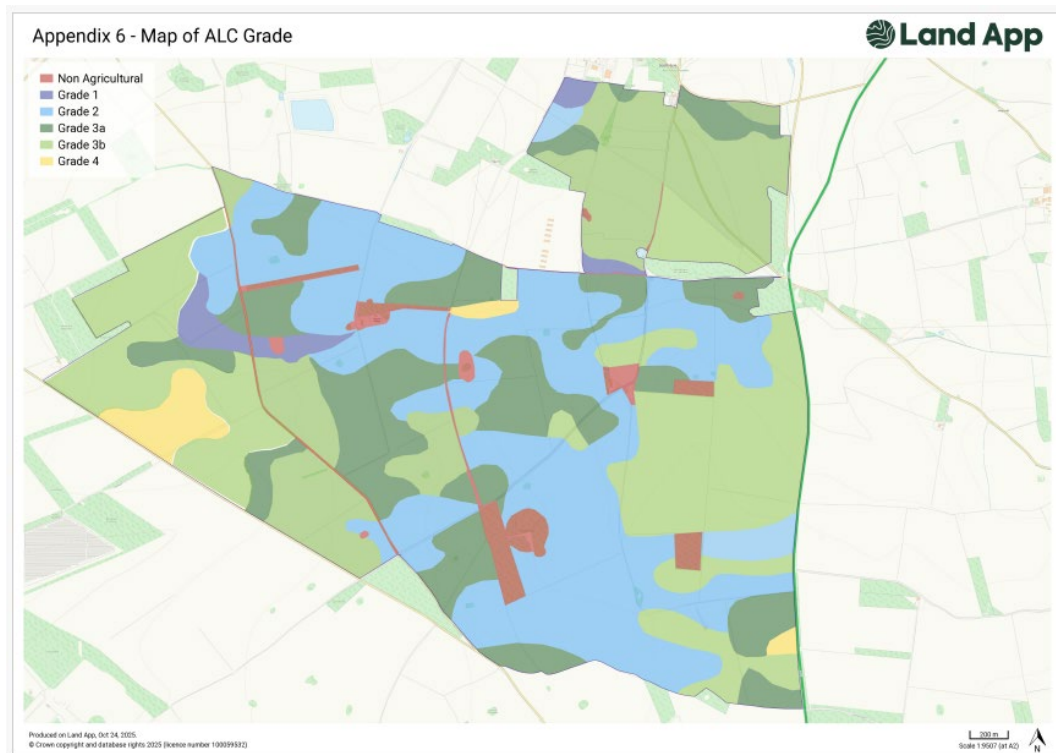 Appendix 6 - Map of ALC Grade
Land App
Non Agricultural
Grade 1
Grade 2
Grade 3a
Grade 3b
Grade 4
Produced on Land App, Oct 24, 2025.
© Crown copyright and database rights 2025 (licence number 100059532)
200 m
Scale 1:9507 (at A2)
N